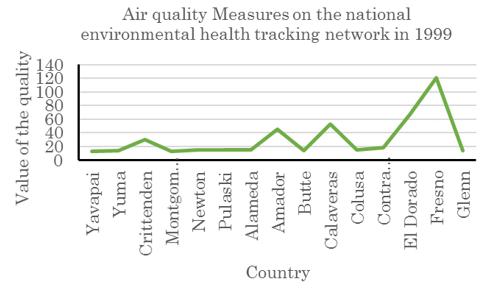 Air quality Measures on the national
environmental health tracking network in 1999
Value of the quality
140
120
100
80
60
40
20
0
Yavapai
Yuma
Crittenden
Montgom...
Newton
Pulaski
Alameda
Amador
Butte
Calaveras
Colusa
Contra...
El Dorado
Fresno
Glenn
Country